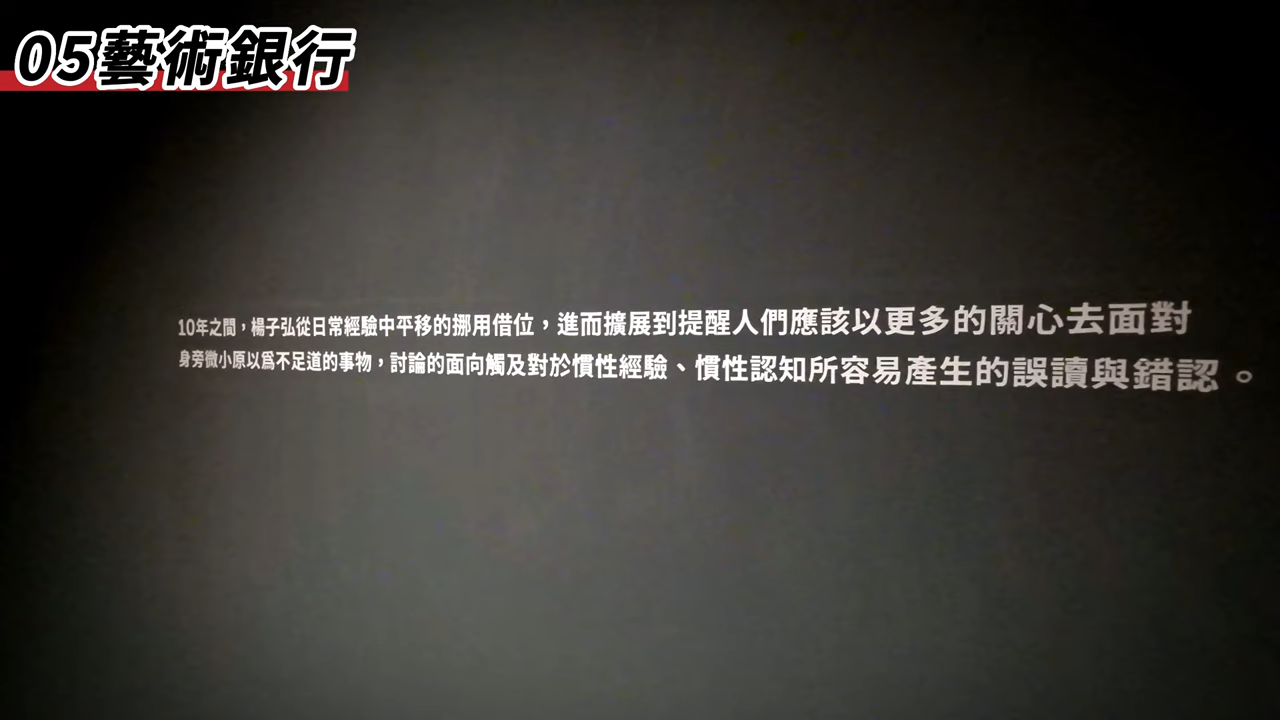 05藝術銀行
10年之間，楊子弘從日常經驗中平移的挪用借位，進而擴展到提醒人們應該以更多的關心去面對
身旁微小原以為不足道的事物，討論的面向觸及對於慣性經驗、慣性認知所容易產生的誤讀與錯認。